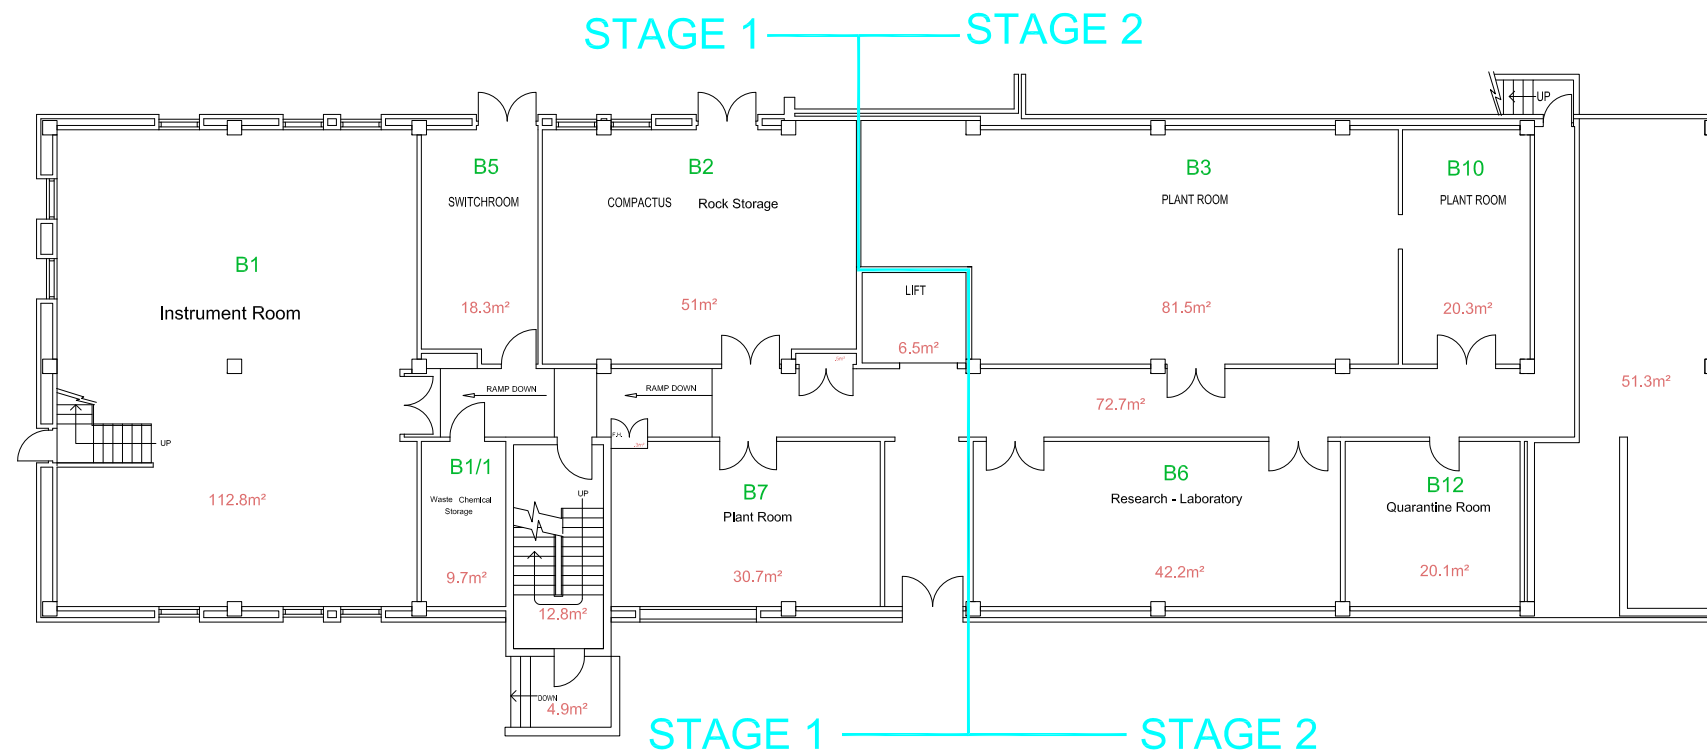 STAGE 1
STAGE 2
UP
B5
SWITCHROOM
18.3m²
B2
COMPACTUS Rock Storage
51m²
B3
PLANT ROOM
81.5m²
B10
PLANT ROOM
20.3m²
B1
Instrument Room
112.8m²
UP
LIFT
6.5m²
RAMP DOWN
RAMP DOWN
72.7m²
51.3m²
F.H.
B1/1
Waste Chemical
Storage
9.7m²
UP
12.8m²
B7
Plant Room
30.7m²
B6
Research - Laboratory
42.2m²
B12
Quarantine Room
20.1m²
DOWN
4.9m²
STAGE 1
STAGE 2